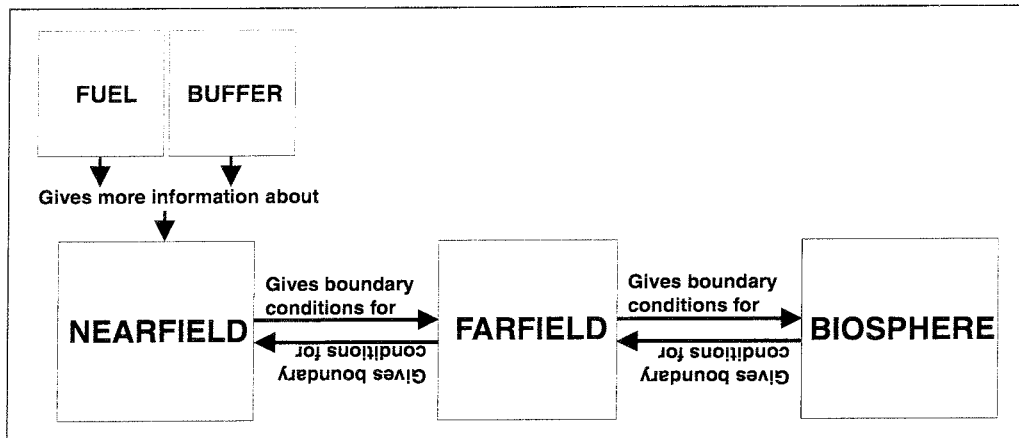 FUEL
BUFFER
Gives more information about
Gives boundary
conditions for
Gives boundary
conditions for
NEARFIELD
FARFIELD
BIOSPHERE
Gives boundary
conditions for
Gives boundary
conditions for